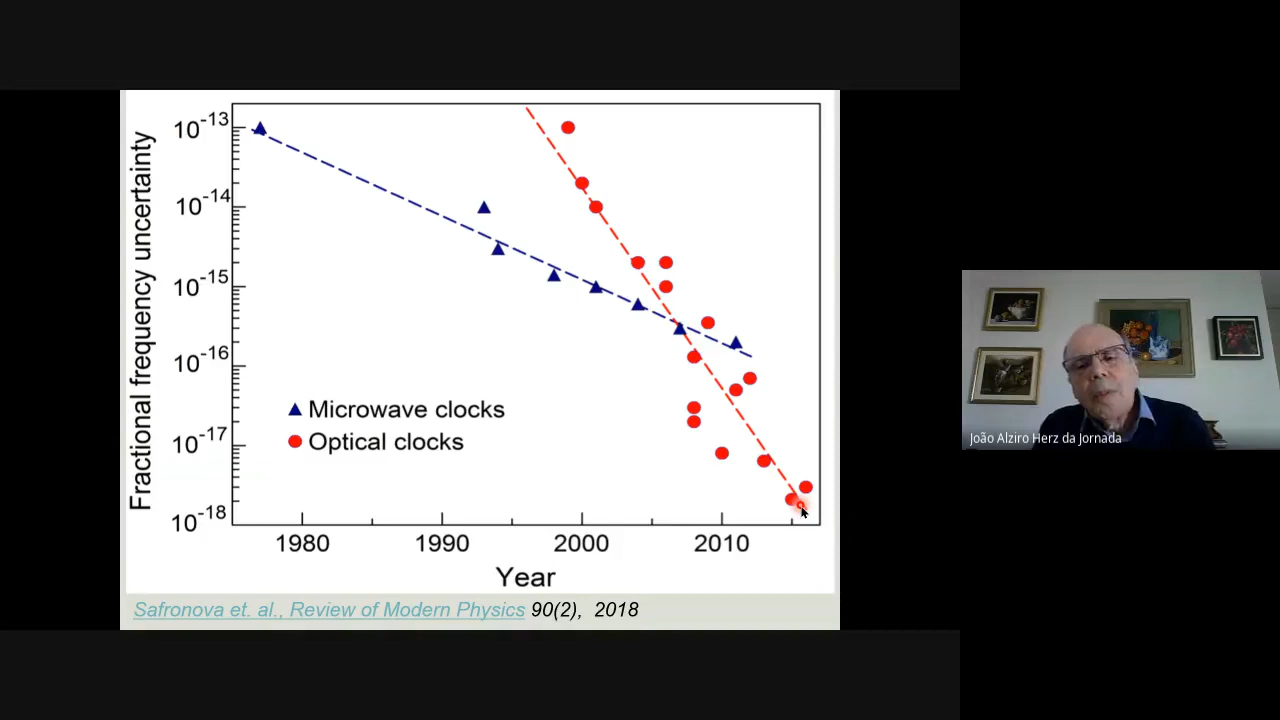 Fractional frequency uncertainty
10-13
10-14
10-15
10-16
10-17
10-18
Microwave clocks
Optical clocks
1980 1990 2000 2010
Year
Safronova et. al., Review of Modern Physics 90(2), 2018
João Alziro Herz da Jornada